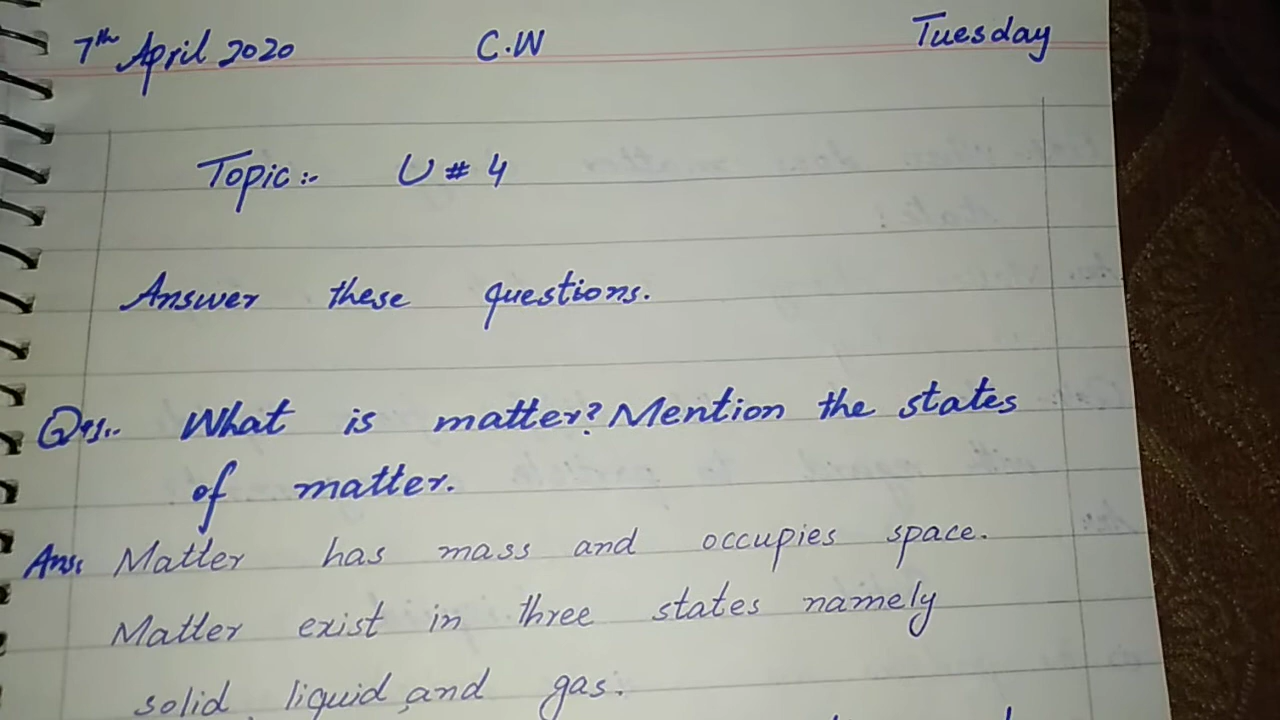 7th April 2020 C.W Tuesday
Topic:- U # 4
Answer these questions.
Q#1:. What is matter? Mention the states
of matter.
Ans: Matter has mass and occupies space.
Matter exist in three states namely
solid, liquid, and gas.